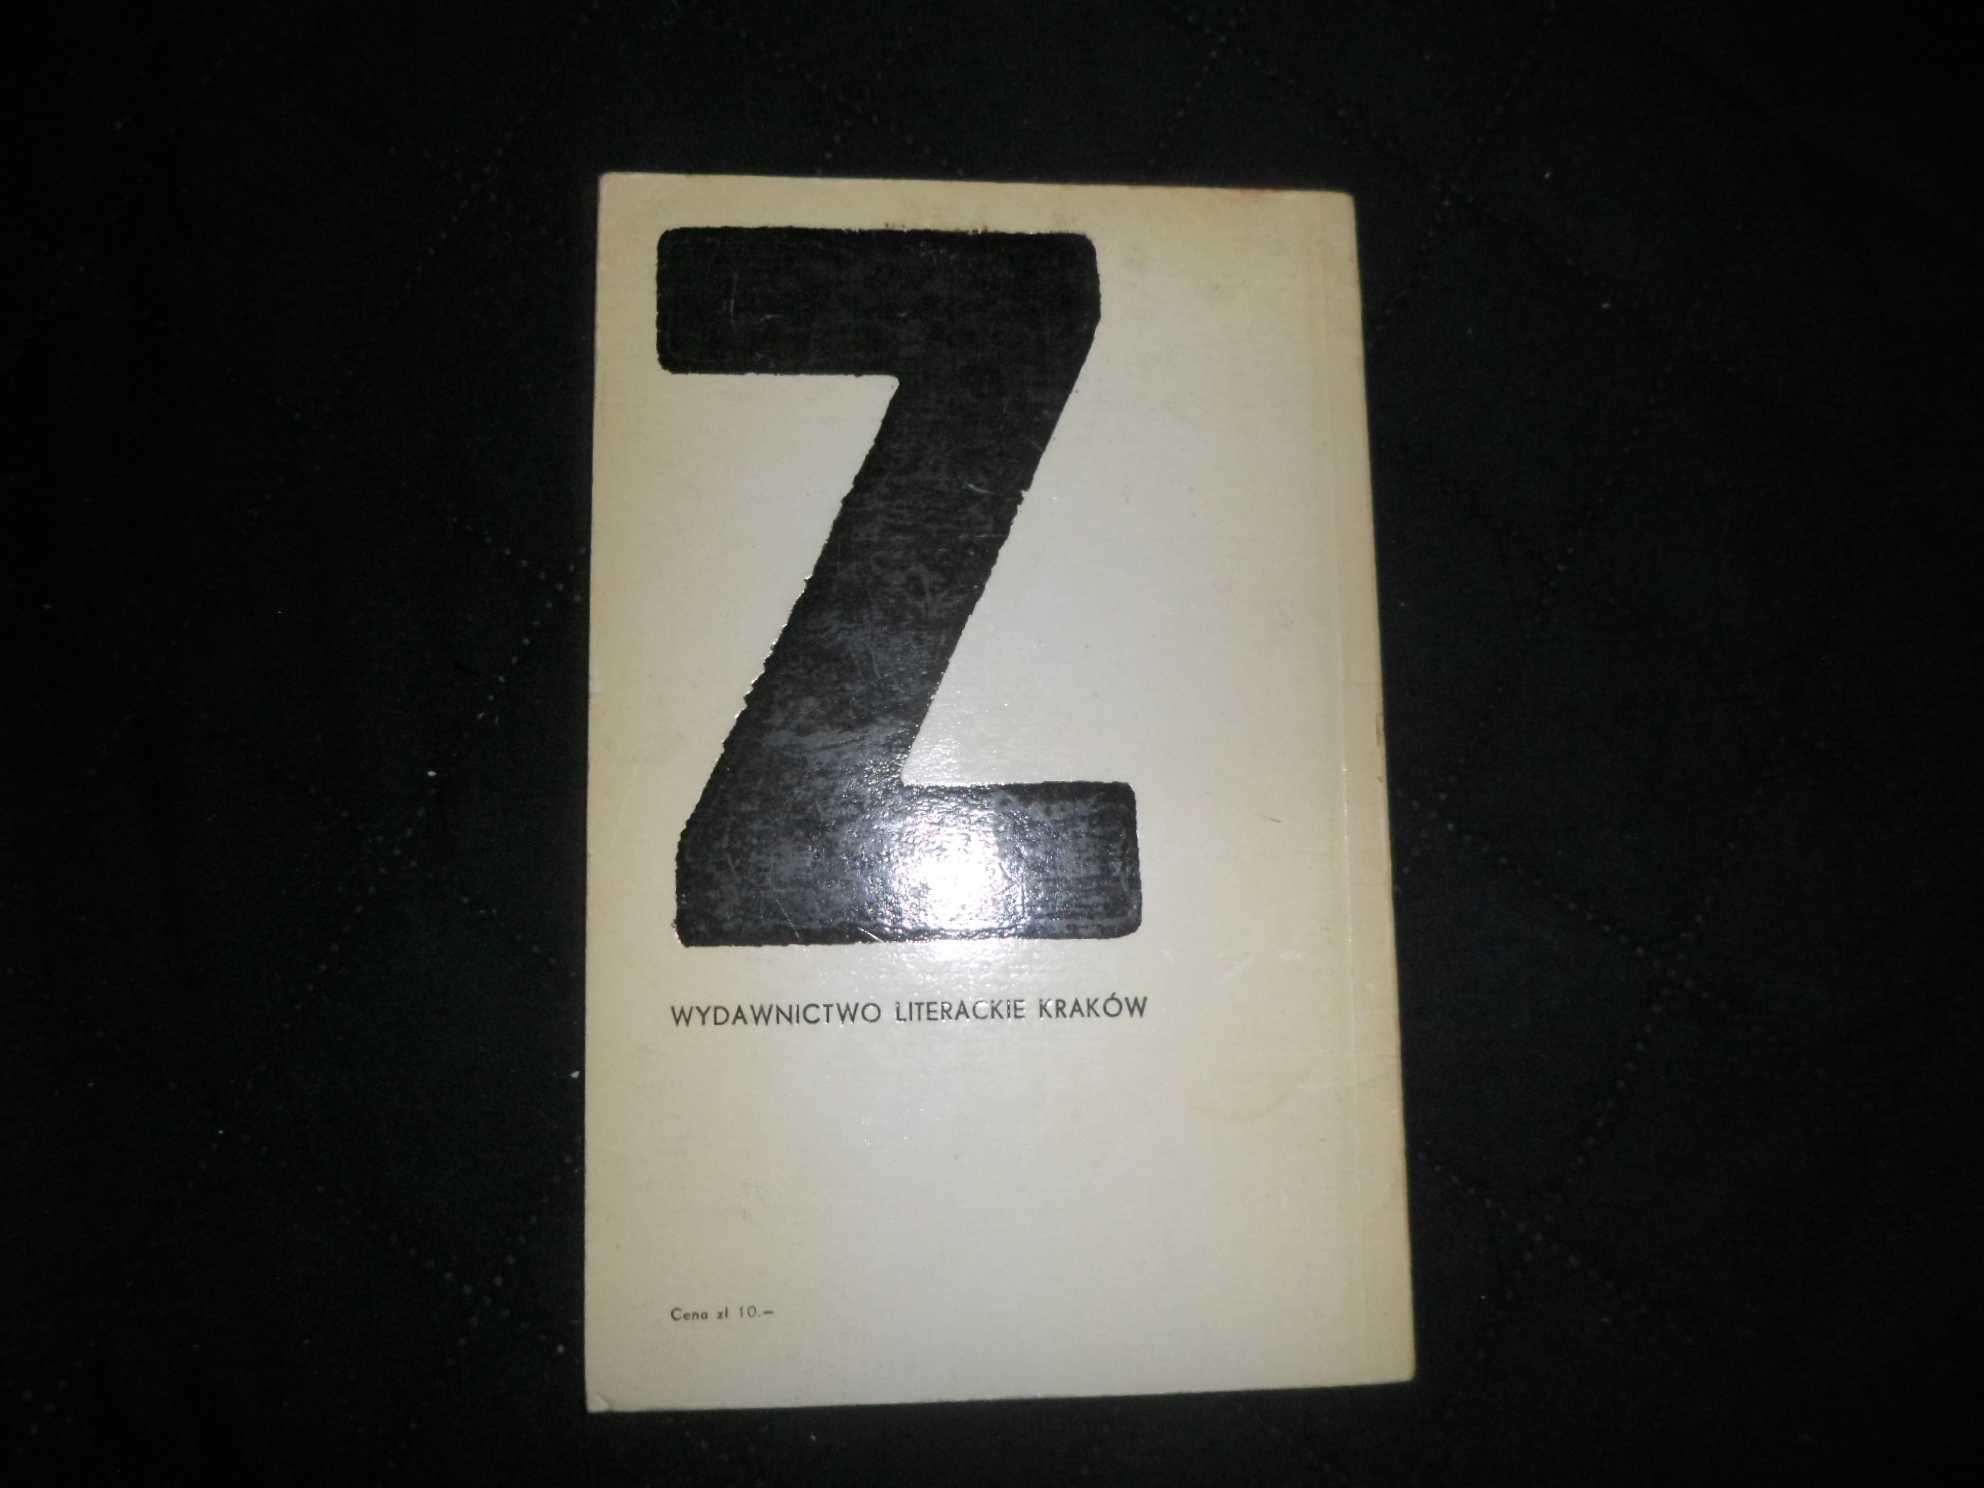 Z
WYDAWNICTWO LITERACKIE KRAKÓW
Cena zł 10.—